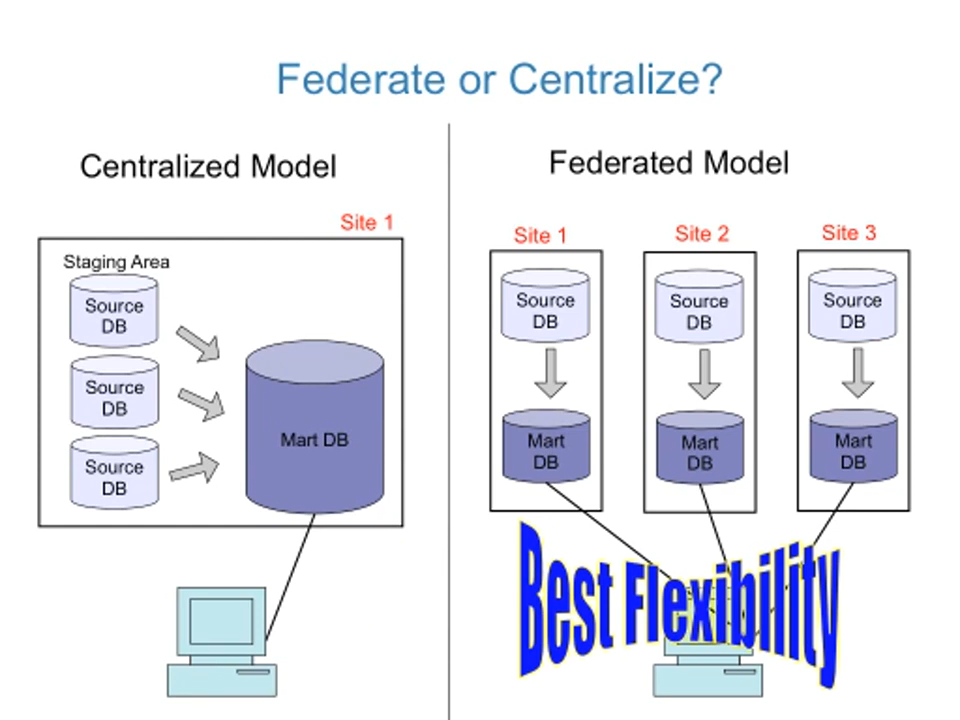 Federate or Centralize?
Centralized Model
Site 1
Staging Area
Source
DB
Source
DB
Source
DB
Mart DB
Federated Model
Site 1
Site 2
Site 3
Source
DB
Source
DB
Source
DB
Mart
DB
Mart
DB
Mart
DB
Best Flexibility